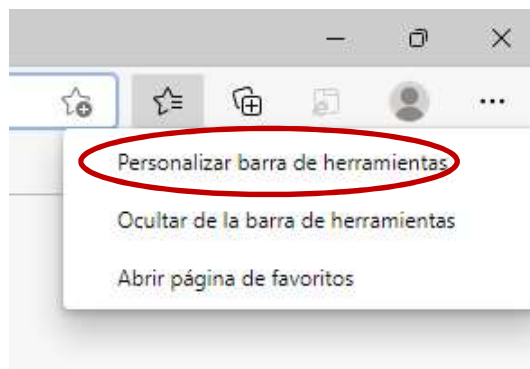 Personalizar barra de herramientas
Ocultar de la barra de herramientas
Abrir página de favoritos